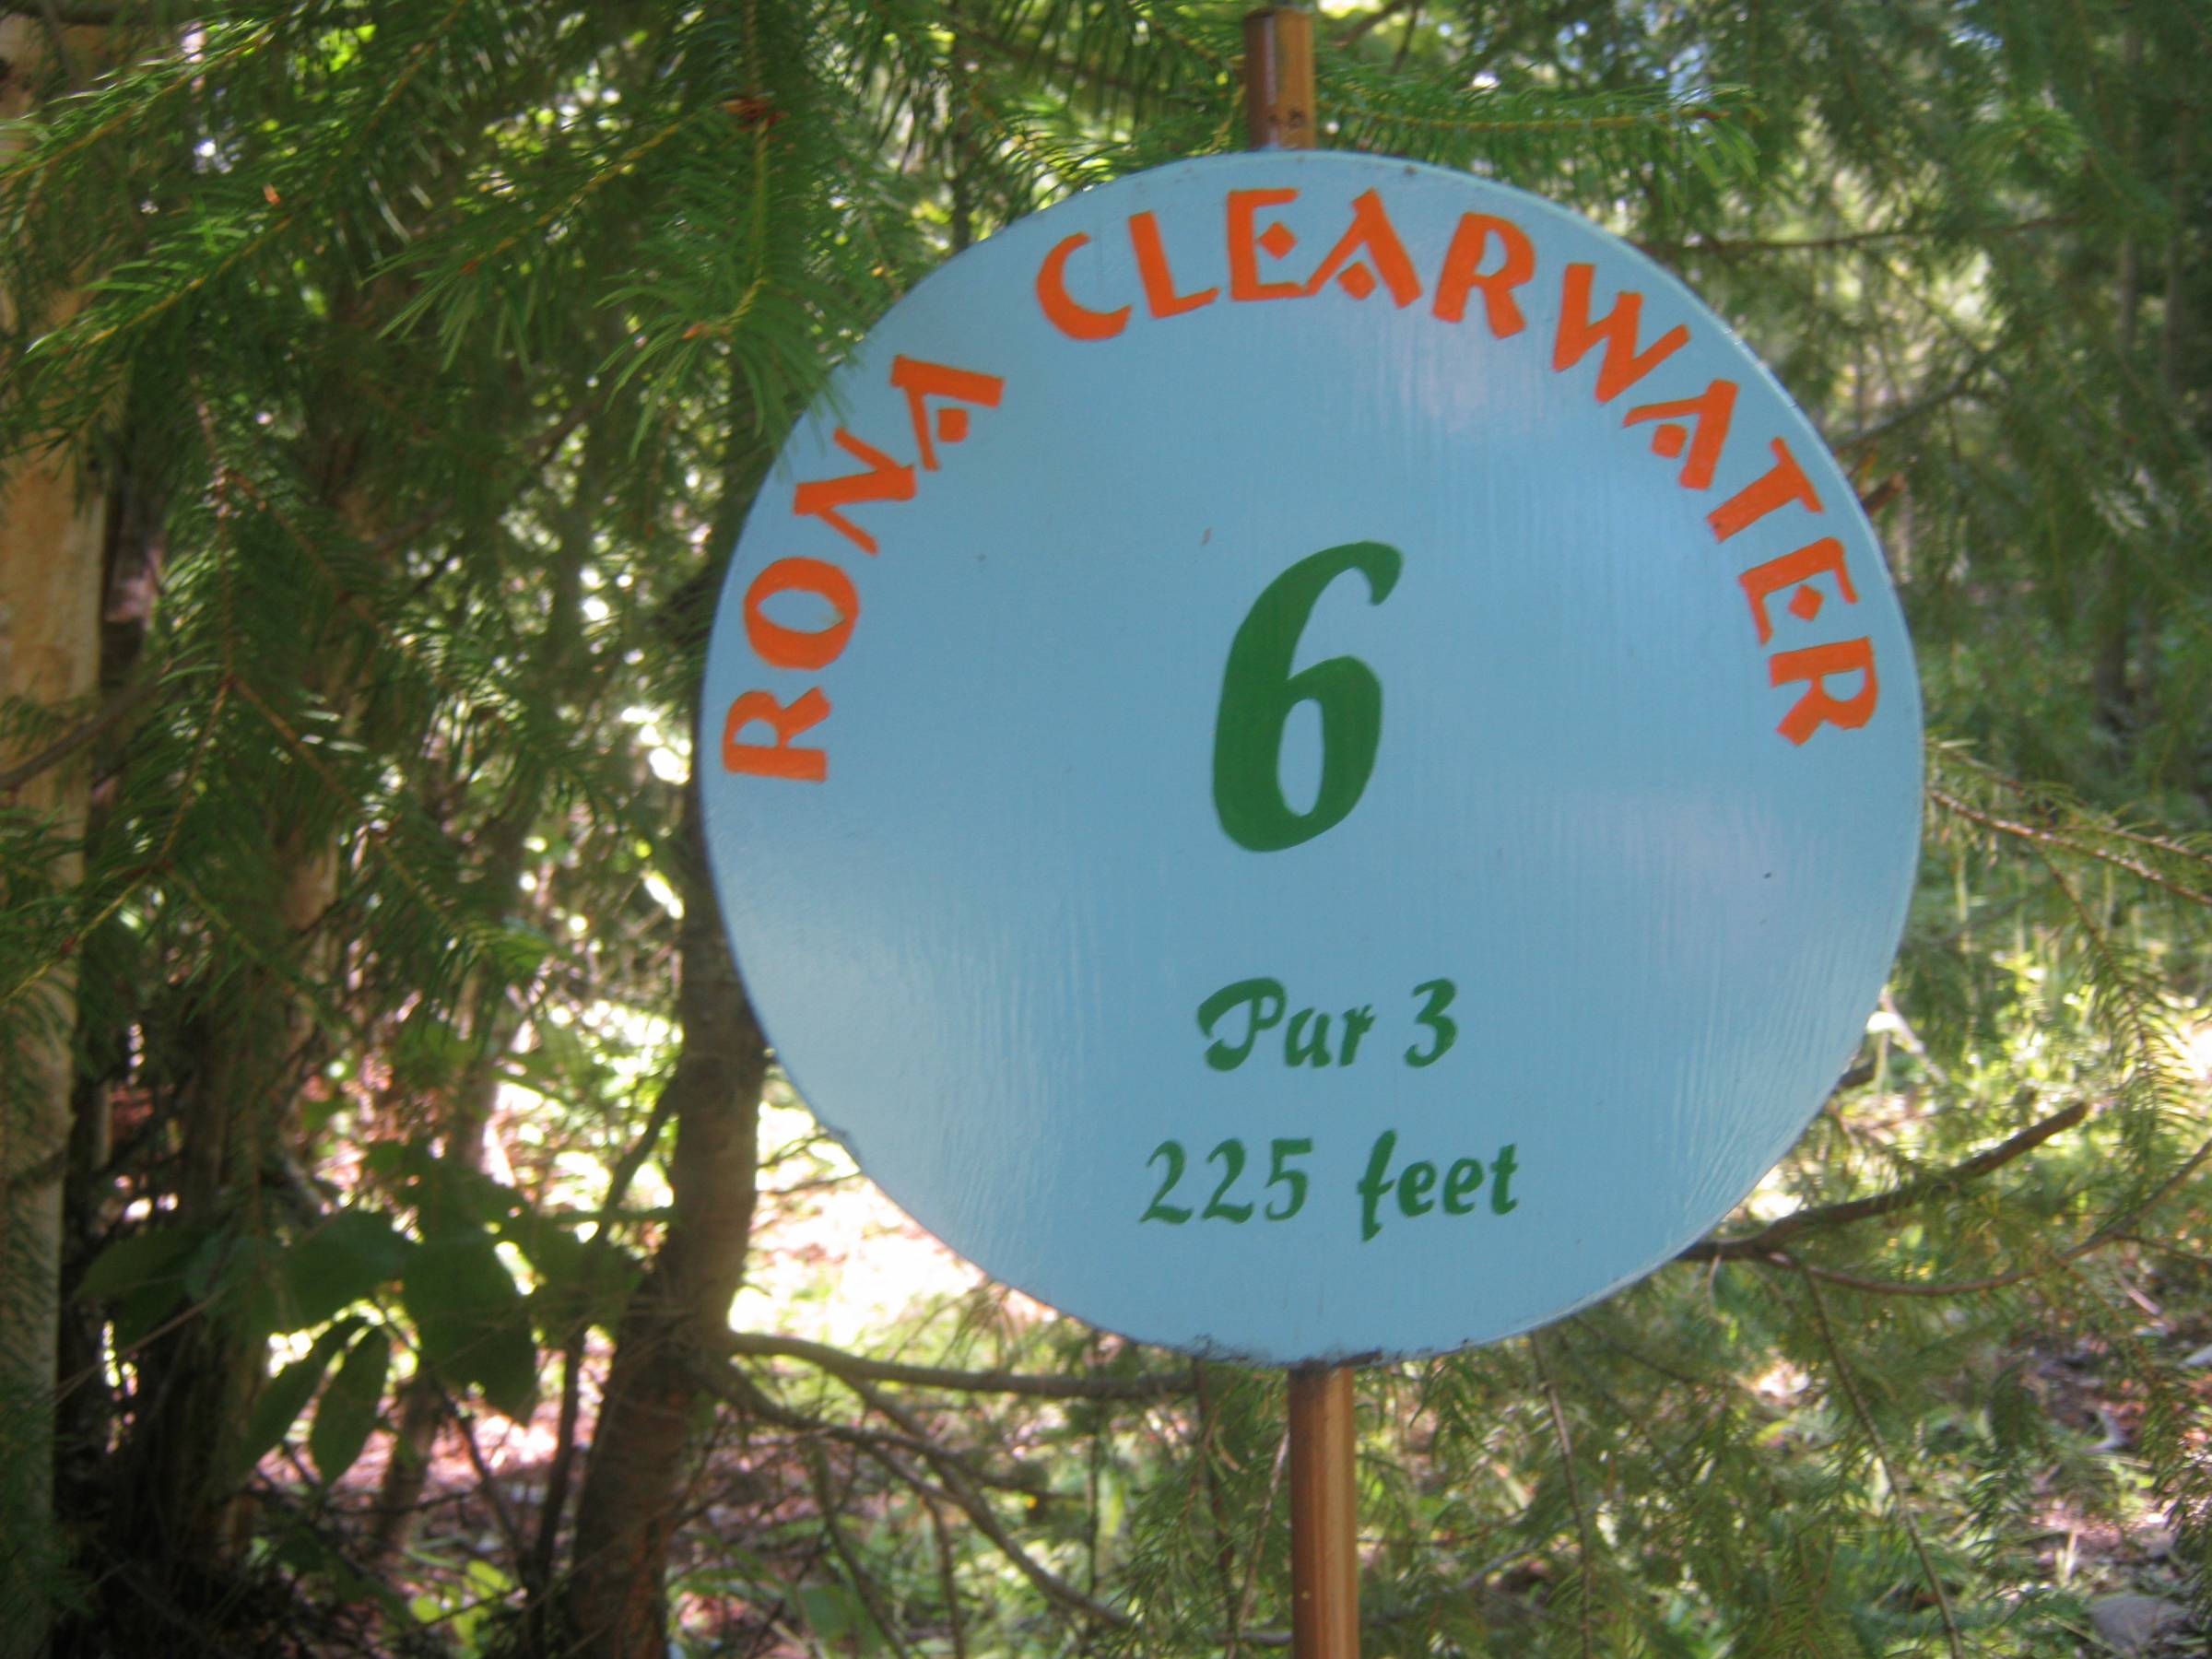 RONA CLEARWATER
6
Par 3
225 feet